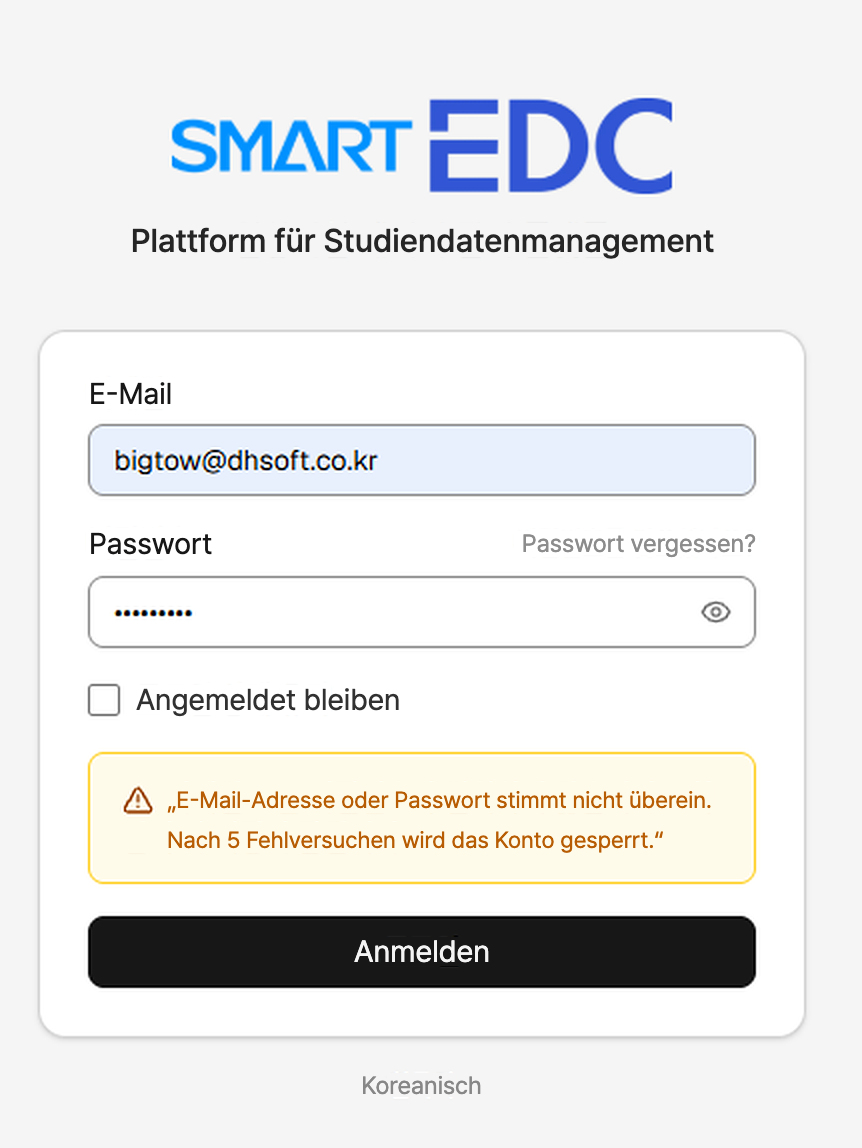 SMART EDC
Plattform für Studiendatenmanagement
E-Mail
bigtow@dhsoft.co.kr
Passwort
Passwort vergessen?
•••••••••
Angemeldet bleiben
„E-Mail-Adresse oder Passwort stimmt nicht überein.
Nach 5 Fehlversuchen wird das Konto gesperrt.“
Anmelden
Koreanisch